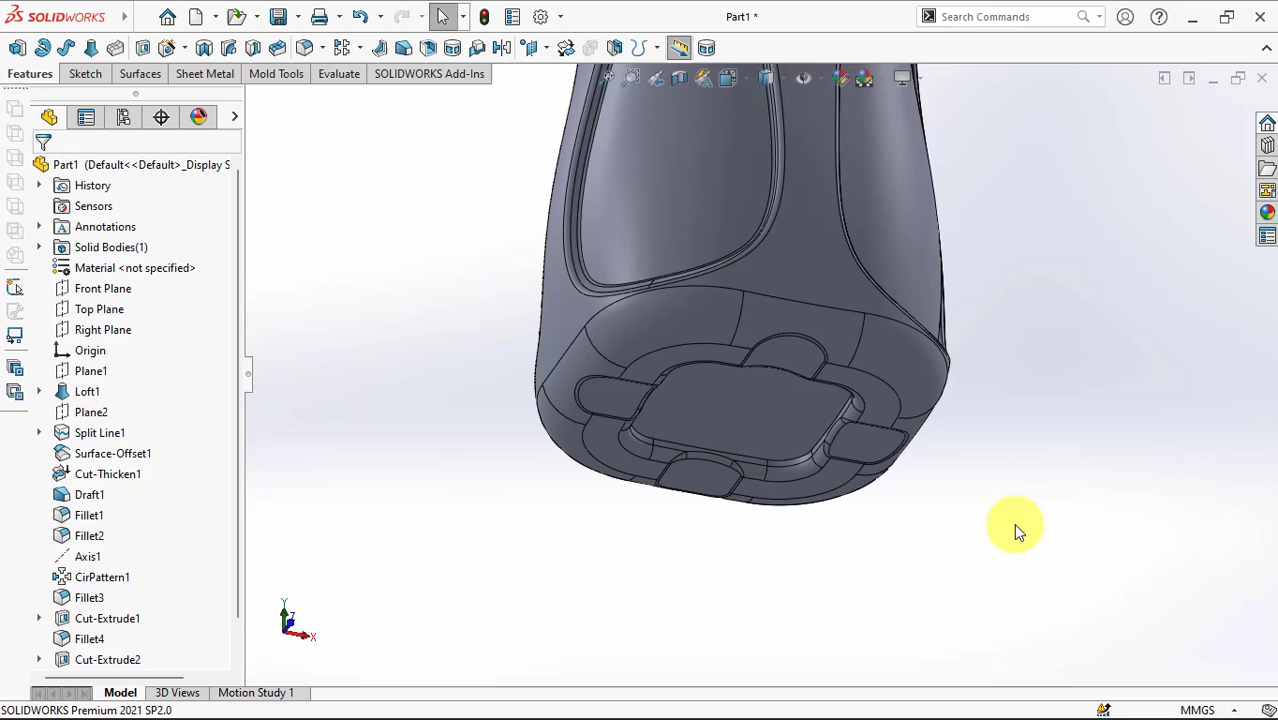 SOLIDWORKS
Part1 *
Search Commands
Features
Sketch
Surfaces
Sheet Metal
Mold Tools
Evaluate
SOLIDWORKS Add-Ins
Part1 (Default<<Default>_Display S
History
Sensors
Annotations
Solid Bodies(1)
Material <not specified>
Front Plane
Top Plane
Right Plane
Origin
Plane1
Loft1
Plane2
Split Line1
Surface-Offset1
Cut-Thicken1
Draft1
Fillet1
Fillet2
Axis1
CirPattern1
Fillet3
Cut-Extrude1
Fillet4
Cut-Extrude2
Y
Z
X
Model
3D Views
Motion Study 1
SOLIDWORKS Premium 2021 SP2.0
MMGS